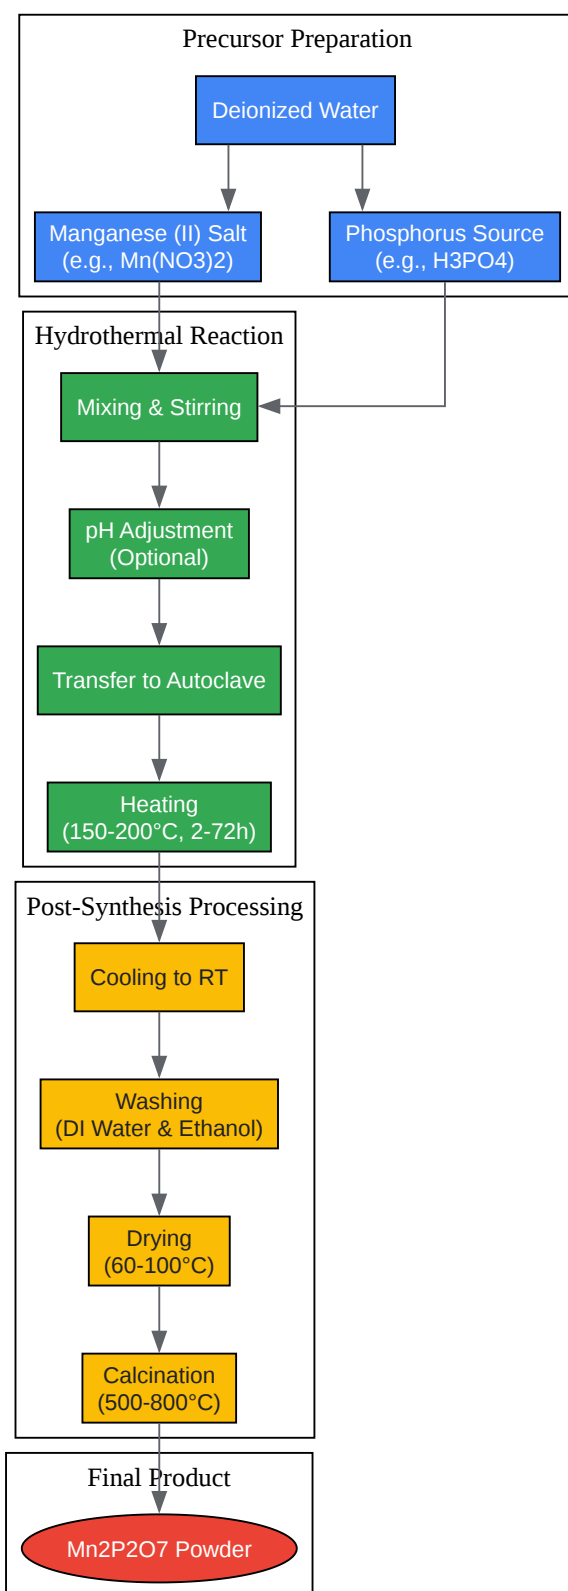 Precursor Preparation
Deionized Water
Manganese (II) Salt
(e.g., Mn(NO3)2)
Phosphorus Source
(e.g., H3PO4)
Hydrothermal Reaction
Mixing & Stirring
pH Adjustment
(Optional)
Transfer to Autoclave
Heating
(150-200°C, 2-72h)
Post-Synthesis Processing
Cooling to RT
Washing
(DI Water & Ethanol)
Drying
(60-100°C)
Calcination
(500-800°C)
Final Product
Mn2P2O7 Powder